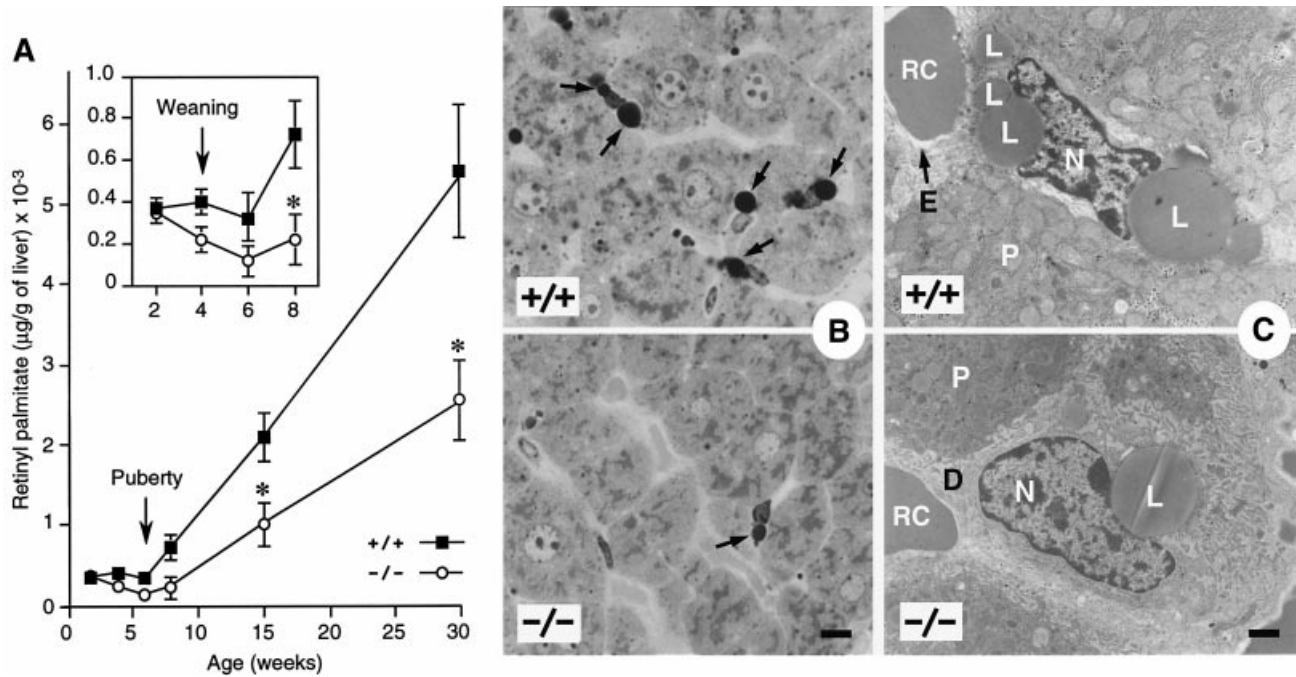 A
Retinyl palmitate (µg/g of liver) x 10-3
6
5
4
3
2
1
0
0 5 10 15 20 25 30
Age (weeks)
1.0
0.8
0.6
0.4
0.2
0
2 4 6 8
Weaning
*
Puberty
*
*
+/+
-/-
+/+
B
-/-
RC
L
L
L
N
E
L
P
+/+
C
P
D
N
L
RC
-/-